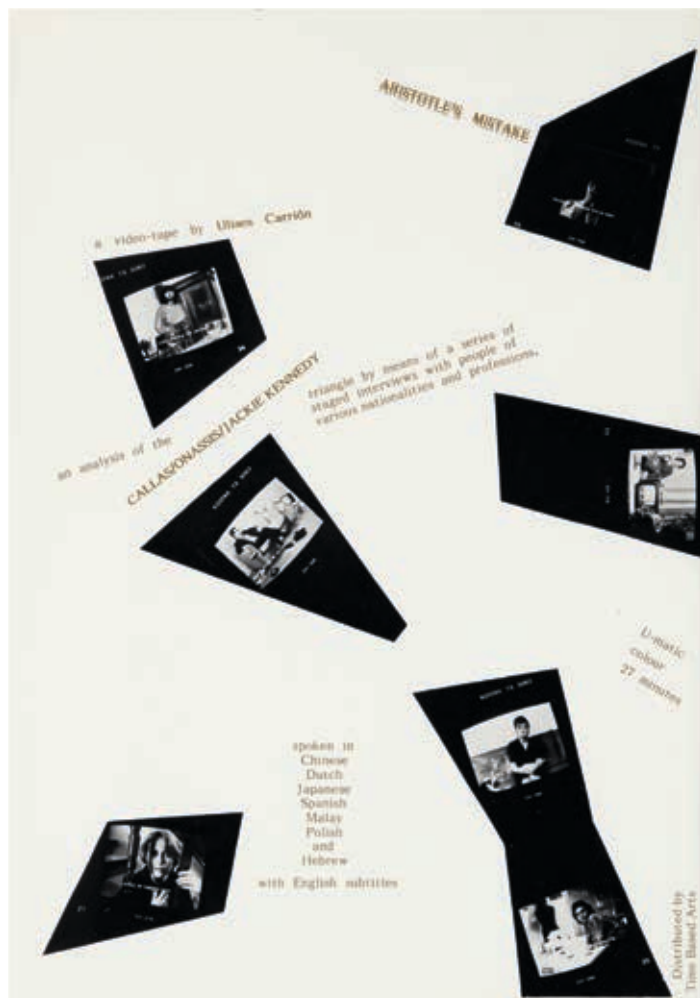 ARISTOTLE'S MISTAKE
a video-tape by Ulises Carrión
an analysis of the
CALLAS/ONASSIS/JACKIE KENNEDY
triangle by means of a series of
staged interviews with people of
various nationalities and professions.
U-matic
colour
27 minutes
spoken in
Chinese
Dutch
Japanese
Spanish
Malay
Polish
and
Hebrew
with English subtitles
Distributed by
Time Based Arts